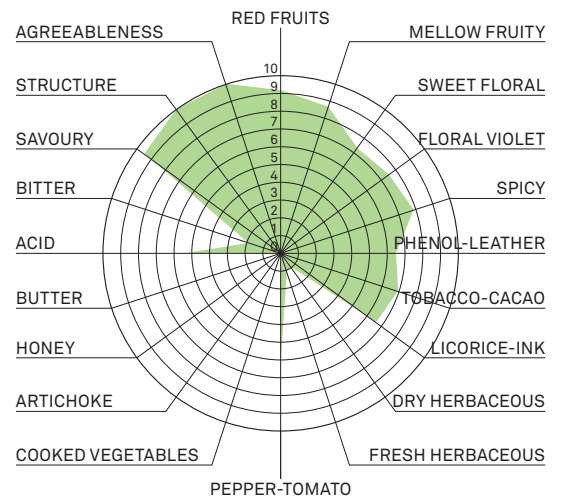 RED FRUITS
AGREEABLENESS
MELLOW FRUITY
STRUCTURE
SWEET FLORAL
SAVOURY
FLORAL VIOLET
BITTER
SPICY
ACID
PHENOL-LEATHER
BUTTER
TOBACCO-CACAO
HONEY
LICORICE-INK
ARTICHOKE
DRY HERBACEOUS
COOKED VEGETABLES
FRESH HERBACEOUS
PEPPER-TOMATO
10
9
8
7
6
5
4
3
2
1
0